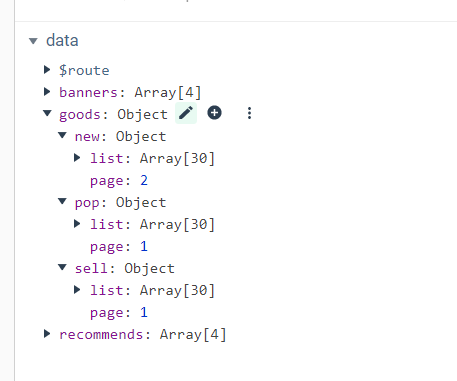 data
$route
banners: Array[4]
goods: Object
new: Object
list: Array[30]
page: 2
pop: Object
list: Array[30]
page: 1
sell: Object
list: Array[30]
page: 1
recommends: Array[4]